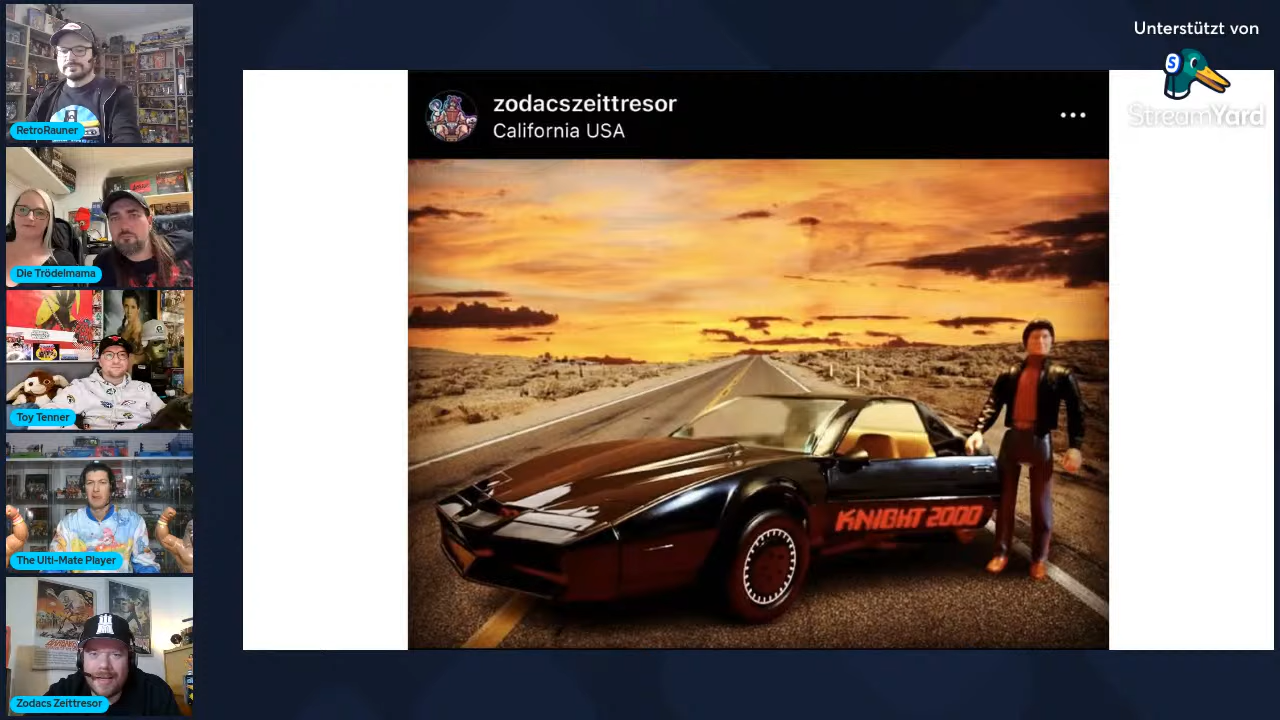 RetroRauner
Die Trödelmama
Toy Tenner
The Ulti-Mate Player
Zodacs Zeittresor
zodacszeittresor
California USA
KNIGHT 2000
Unterstützt von
S
StreamYard